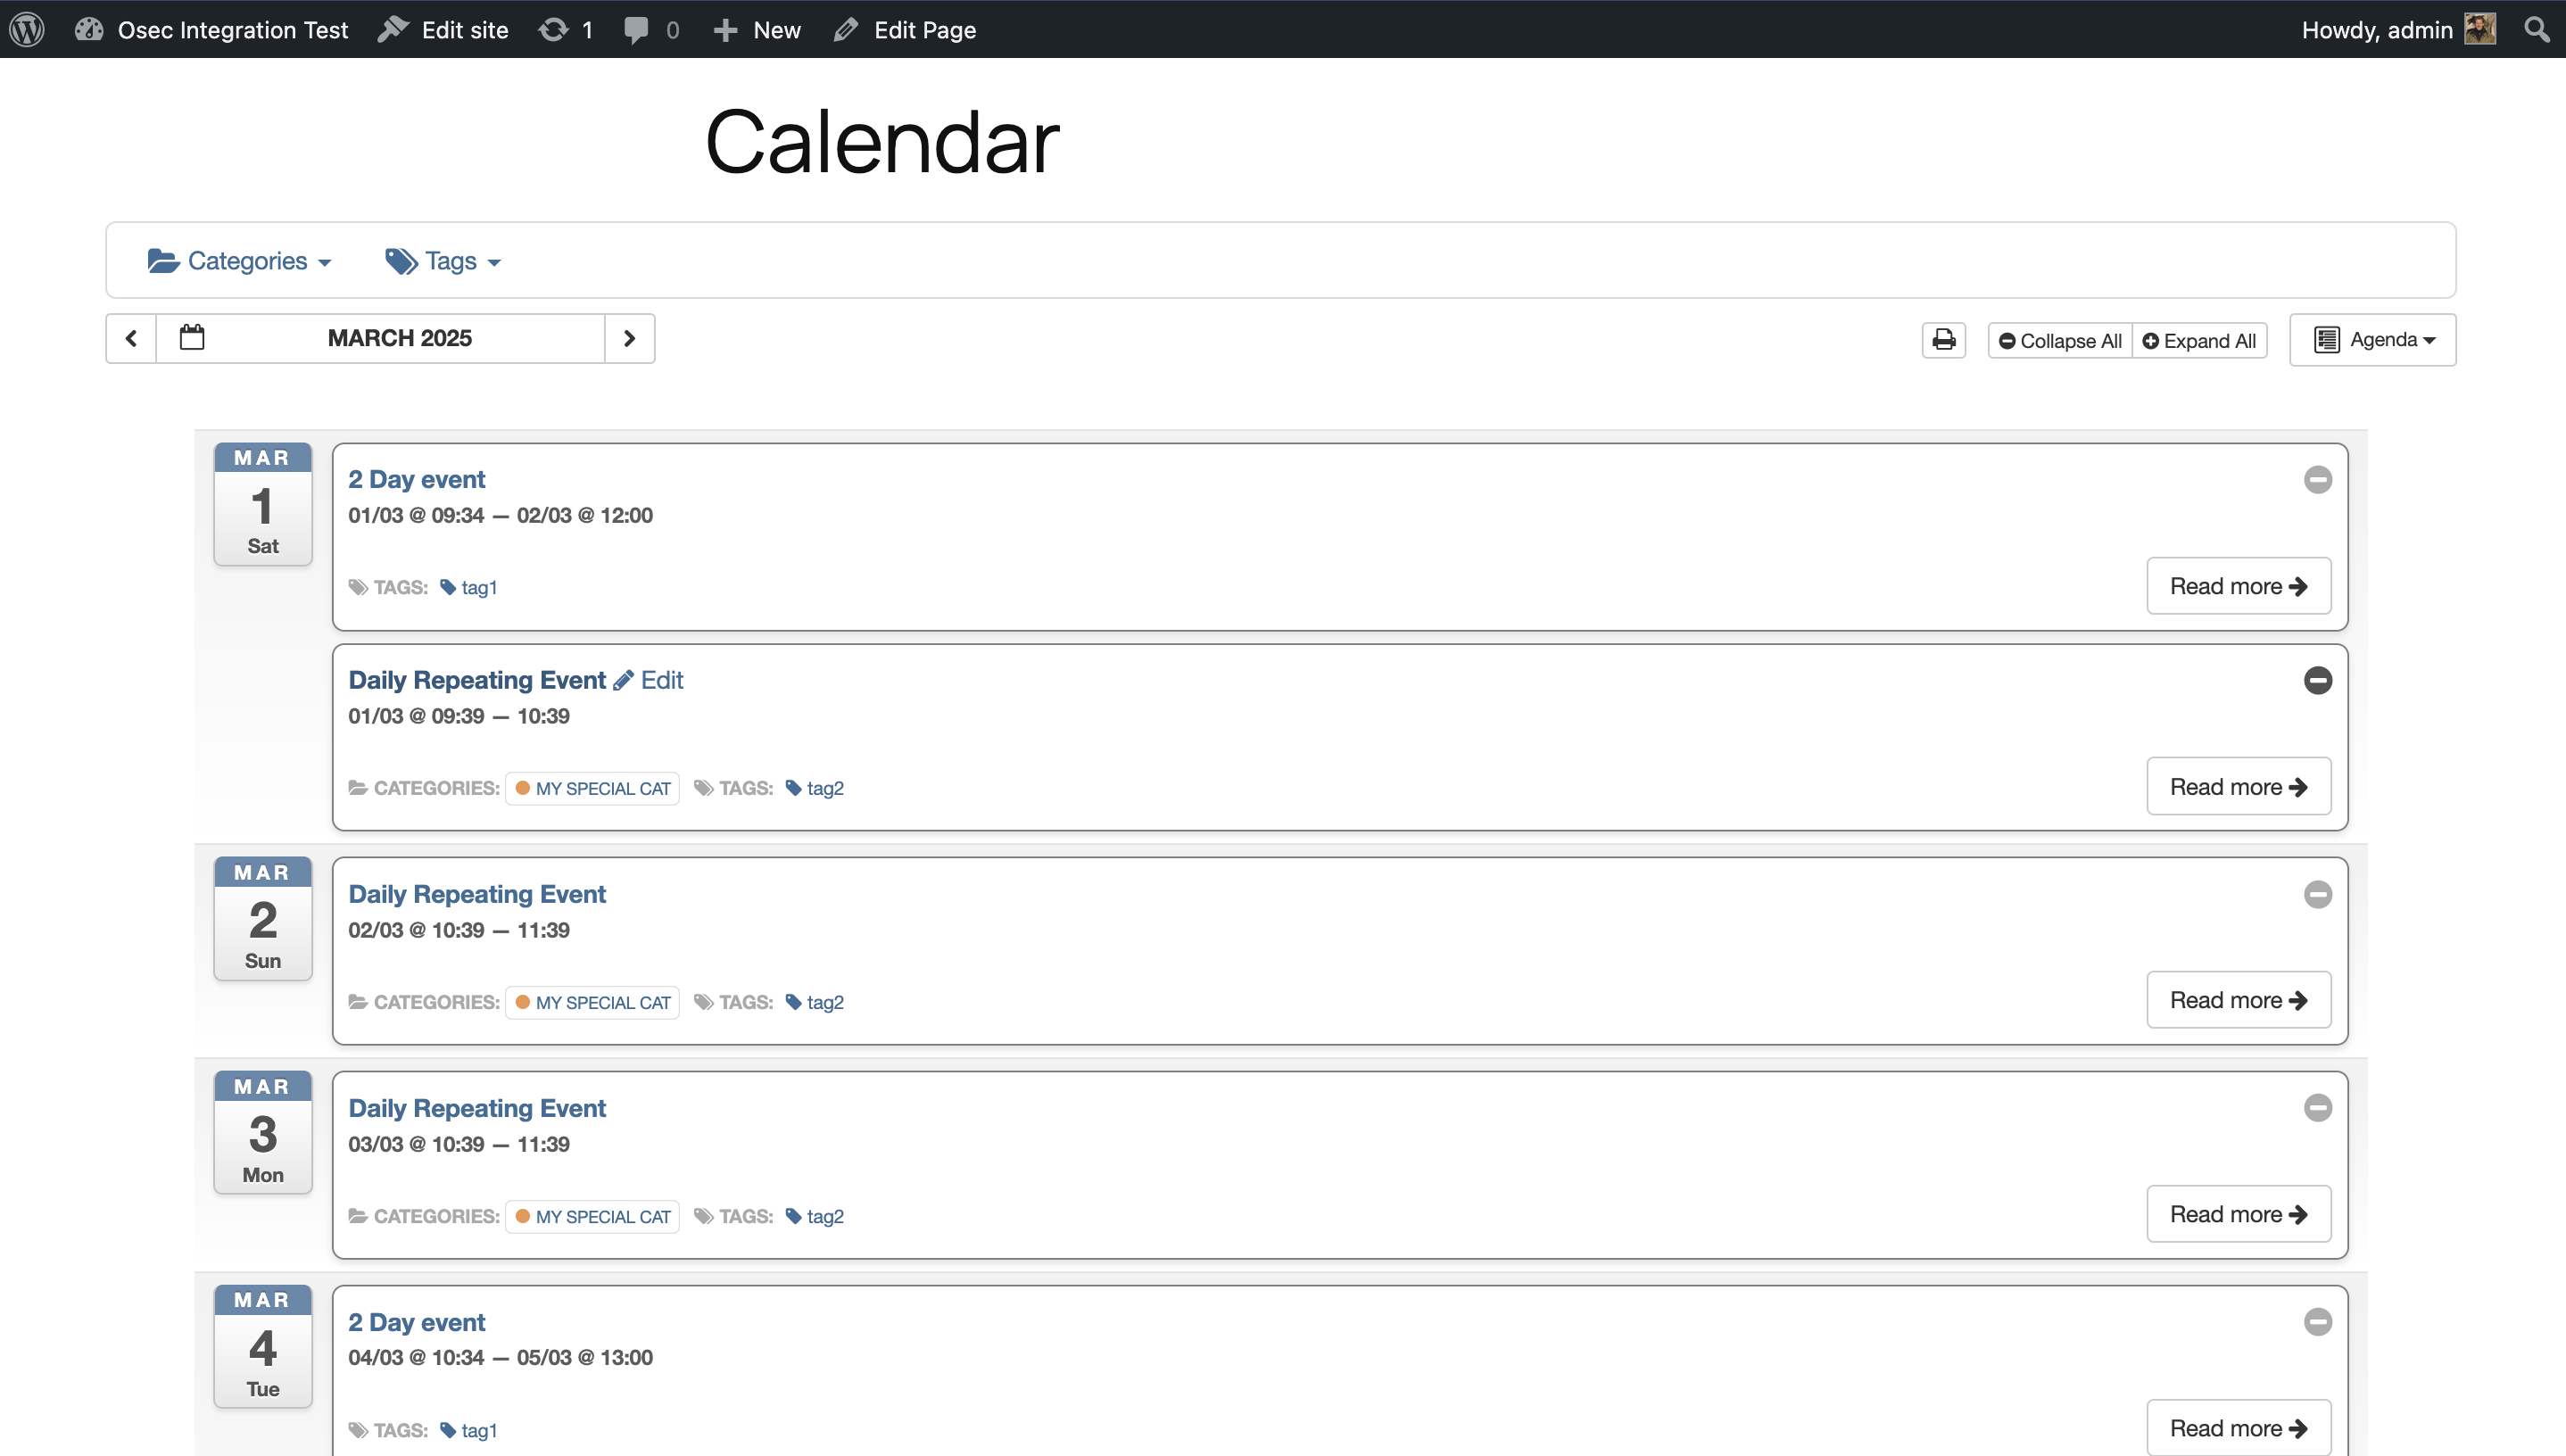 Osec Integration Test Edit site 1 0 New Edit Page Howdy, admin
Calendar
Categories Tags
MARCH 2025 Collapse All Expand All Agenda
MAR
1
Sat
2 Day event
01/03 @ 09:34 — 02/03 @ 12:00
TAGS: tag1 Read more
Daily Repeating Event Edit
01/03 @ 09:39 — 10:39
CATEGORIES: MY SPECIAL CAT TAGS: tag2 Read more
MAR
2
Sun
Daily Repeating Event
02/03 @ 10:39 — 11:39
CATEGORIES: MY SPECIAL CAT TAGS: tag2 Read more
MAR
3
Mon
Daily Repeating Event
03/03 @ 10:39 — 11:39
CATEGORIES: MY SPECIAL CAT TAGS: tag2 Read more
MAR
4
Tue
2 Day event
04/03 @ 10:34 — 05/03 @ 13:00
TAGS: tag1 Read more